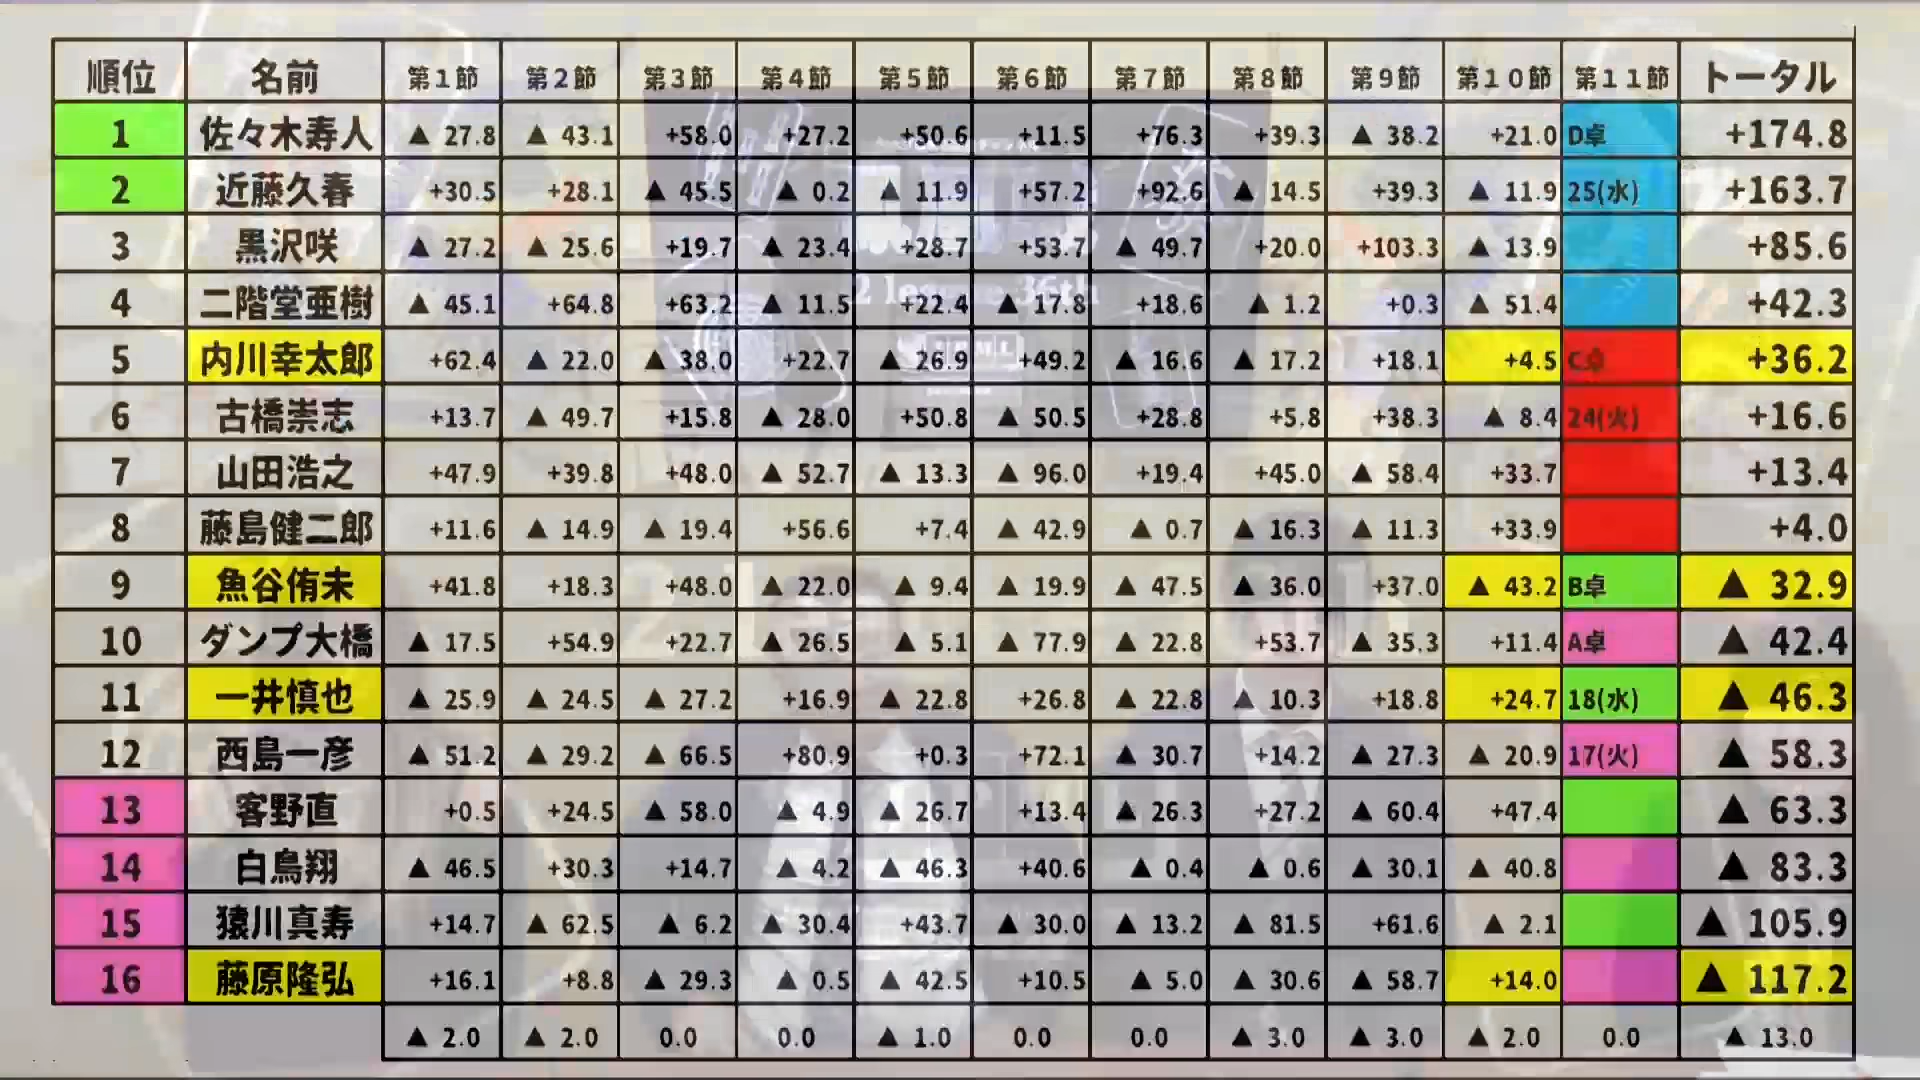 順位 名前 第1節 第2節 第3節 第4節 第5節 第6節 第7節 第8節 第9節 第10節 第11節 トータル
1 佐々木寿人 ▲ 27.8 ▲ 43.1 +58.0 +27.2 +50.6 +11.5 +76.3 +39.3 ▲ 38.2 +21.0 D卓 +174.8
2 近藤久春 +30.5 +28.1 ▲ 45.5 ▲ 0.2 ▲ 11.9 +57.2 +92.6 ▲ 14.5 +39.3 ▲ 11.9 25(水) +163.7
3 黒沢咲 ▲ 27.2 ▲ 25.6 +19.7 ▲ 23.4 +28.7 +53.7 ▲ 49.7 +20.0 +103.3 ▲ 13.9 +85.6
4 二階堂亜樹 ▲ 45.1 +64.8 +63.2 ▲ 11.5 +22.4 ▲ 17.8 +18.6 ▲ 1.2 +0.3 ▲ 51.4 +42.3
5 内川幸太郎 +62.4 ▲ 22.0 ▲ 38.0 +22.7 ▲ 26.9 +49.2 ▲ 16.6 ▲ 17.2 +18.1 +4.5 C卓 +36.2
6 古橋崇志 +13.7 ▲ 49.7 +15.8 ▲ 28.0 +50.8 ▲ 50.5 +28.8 +5.8 +38.3 ▲ 8.4 24(火) +16.6
7 山田浩之 +47.9 +39.8 +48.0 ▲ 52.7 ▲ 13.3 ▲ 96.0 +19.4 +45.0 ▲ 58.4 +33.7 +13.4
8 藤島健二郎 +11.6 ▲ 14.9 ▲ 19.4 +56.6 +7.4 ▲ 42.9 ▲ 0.7 ▲ 16.3 ▲ 11.3 +33.9 +4.0
9 魚谷侑未 +41.8 +18.3 +48.0 ▲ 22.0 ▲ 9.4 ▲ 19.9 ▲ 47.5 ▲ 36.0 +37.0 ▲ 43.2 B卓 ▲ 32.9
10 ダンプ大橋 ▲ 17.5 +54.9 +22.7 ▲ 26.5 ▲ 5.1 ▲ 77.9 ▲ 22.8 +53.7 ▲ 35.3 +11.4 A卓 ▲ 42.4
11 一井慎也 ▲ 25.9 ▲ 24.5 ▲ 27.2 +16.9 ▲ 22.8 +26.8 ▲ 22.8 ▲ 10.3 +18.8 +24.7 18(水) ▲ 46.3
12 西島一彦 ▲ 51.2 ▲ 29.2 ▲ 66.5 +80.9 +0.3 +72.1 ▲ 30.7 +14.2 ▲ 27.3 ▲ 20.9 17(火) ▲ 58.3
13 客野直 +0.5 +24.5 ▲ 58.0 ▲ 4.9 ▲ 26.7 +13.4 ▲ 26.3 +27.2 ▲ 60.4 +47.4 ▲ 63.3
14 白鳥翔 ▲ 46.5 +30.3 +14.7 ▲ 4.2 ▲ 46.3 +40.6 ▲ 0.4 ▲ 0.6 ▲ 30.1 ▲ 40.8 ▲ 83.3
15 猿川真寿 +14.7 ▲ 62.5 ▲ 6.2 ▲ 30.4 +43.7 ▲ 30.0 ▲ 13.2 ▲ 81.5 +61.6 ▲ 2.1 ▲ 105.9
16 藤原隆弘 +16.1 +8.8 ▲ 29.3 ▲ 0.5 ▲ 42.5 +10.5 ▲ 5.0 ▲ 30.6 ▲ 58.7 +14.0 ▲ 117.2
▲ 2.0 ▲ 2.0 0.0 0.0 ▲ 1.0 0.0 0.0 ▲ 3.0 ▲ 3.0 ▲ 2.0 0.0 ▲ 13.0